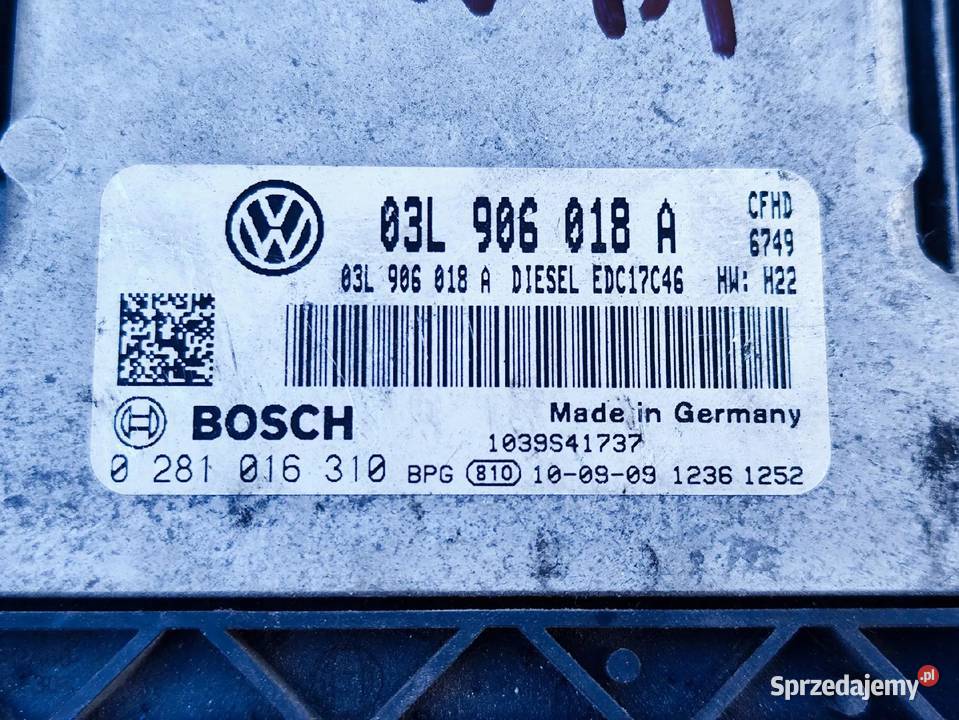 03L 906 018 A
CFHD
6749
03L 906 018 A DIESEL EDC17C46 HW: H22
BOSCH
Made in Germany
1039S41737
0 281 016 310 BPG 810 10-09-09 1236 1252
Sprzedajemy.pl